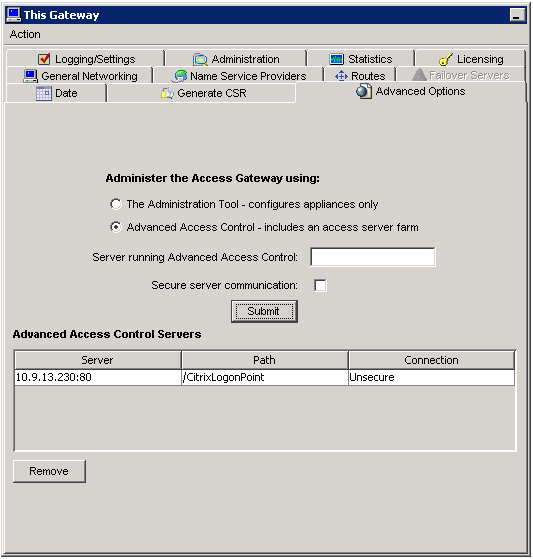 This Gateway
Action
Logging/Settings Administration Statistics Licensing
General Networking Name Service Providers Routes Failover Servers
Date Generate CSR Advanced Options
Administer the Access Gateway using:
The Administration Tool - configures appliances only
Advanced Access Control - includes an access server farm
Server running Advanced Access Control:
Secure server communication:
Submit
Advanced Access Control Servers
Server Path Connection
10.9.13.230:80 /CitrixLogonPoint Unsecure
Remove